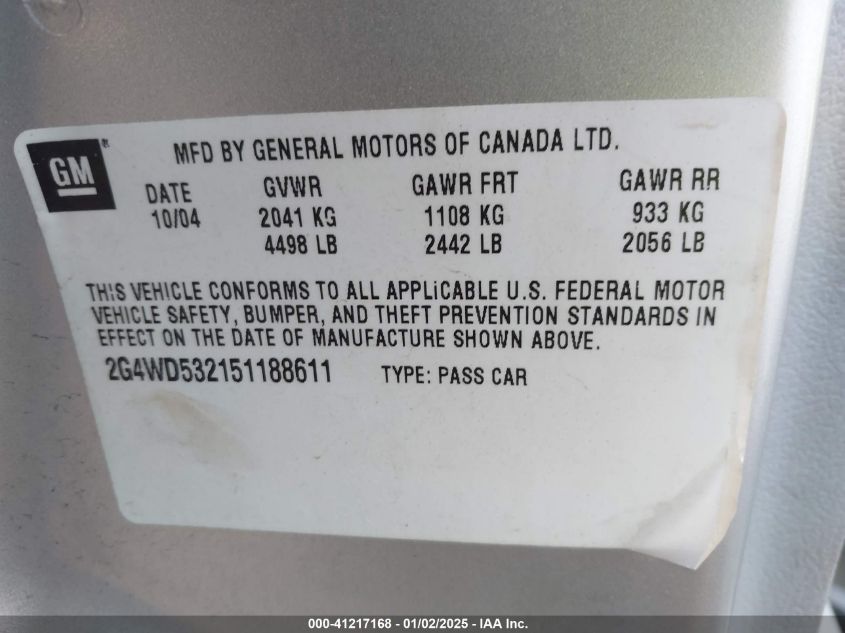 GM
MFD BY GENERAL MOTORS OF CANADA LTD.
DATE GVWR GAWR FRT GAWR RR
10/04 2041 KG 1108 KG 933 KG
4498 LB 2442 LB 2056 LB
THIS VEHICLE CONFORMS TO ALL APPLICABLE U.S. FEDERAL MOTOR
VEHICLE SAFETY, BUMPER, AND THEFT PREVENTION STANDARDS IN
EFFECT ON THE DATE OF MANUFACTURE SHOWN ABOVE.
2G4WD532151188611 TYPE: PASS CAR
000-41217168 - 01/02/2025 - IAA Inc.